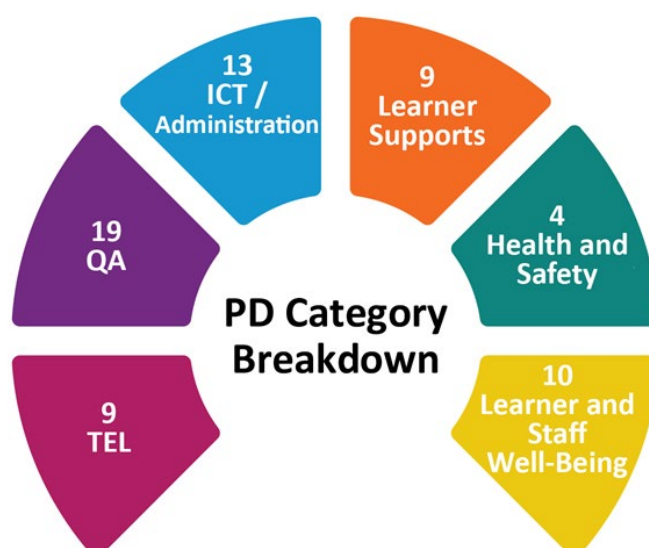 13
ICT /
Administration
9
Learner
Supports
19
QA
4
Health and
Safety
PD Category
Breakdown
9
TEL
10
Learner and
Staff
Well-Being